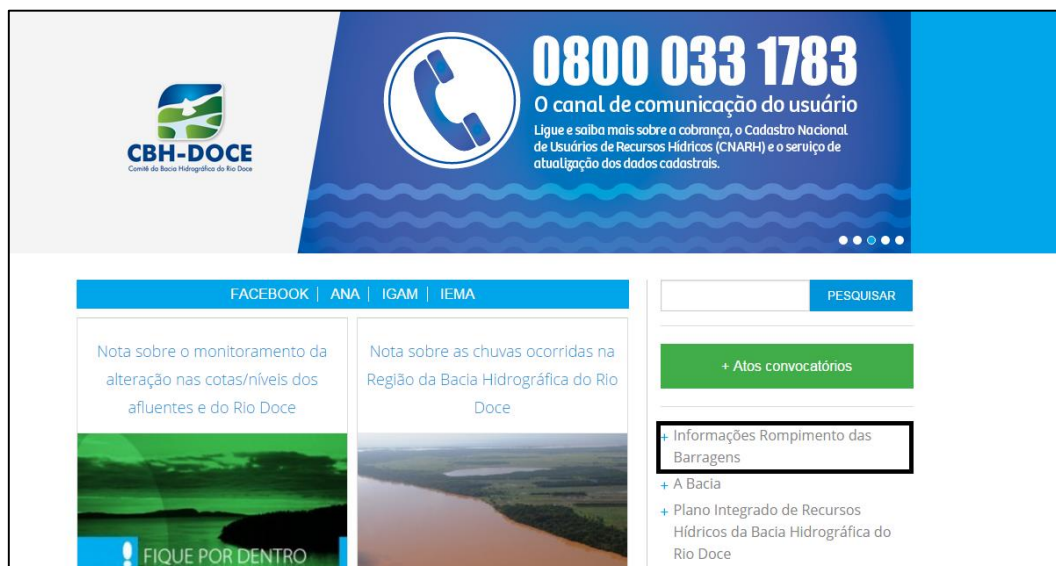 0800 033 1783
O canal de comunicação do usuário
Ligue e saiba mais sobre a cobrança, o Cadastro Nacional
de Usuários de Recursos Hídricos (CNARH) e o serviço de
atualização dos dados cadastrais.
CBH-DOCE
Comitê da Bacia Hidrográfica do Rio Doce
FACEBOOK | ANA | IGAM | IEMA
PESQUISAR
Nota sobre o monitoramento da
alteração nas cotas/níveis dos
afluentes e do Rio Doce
! FIQUE POR DENTRO
Nota sobre as chuvas ocorridas na
Região da Bacia Hidrográfica do Rio
Doce
+ Atos convocatórios
+ Informações Rompimento das
Barragens
+ A Bacia
+ Plano Integrado de Recursos
Hídricos da Bacia Hidrográfica do
Rio Doce